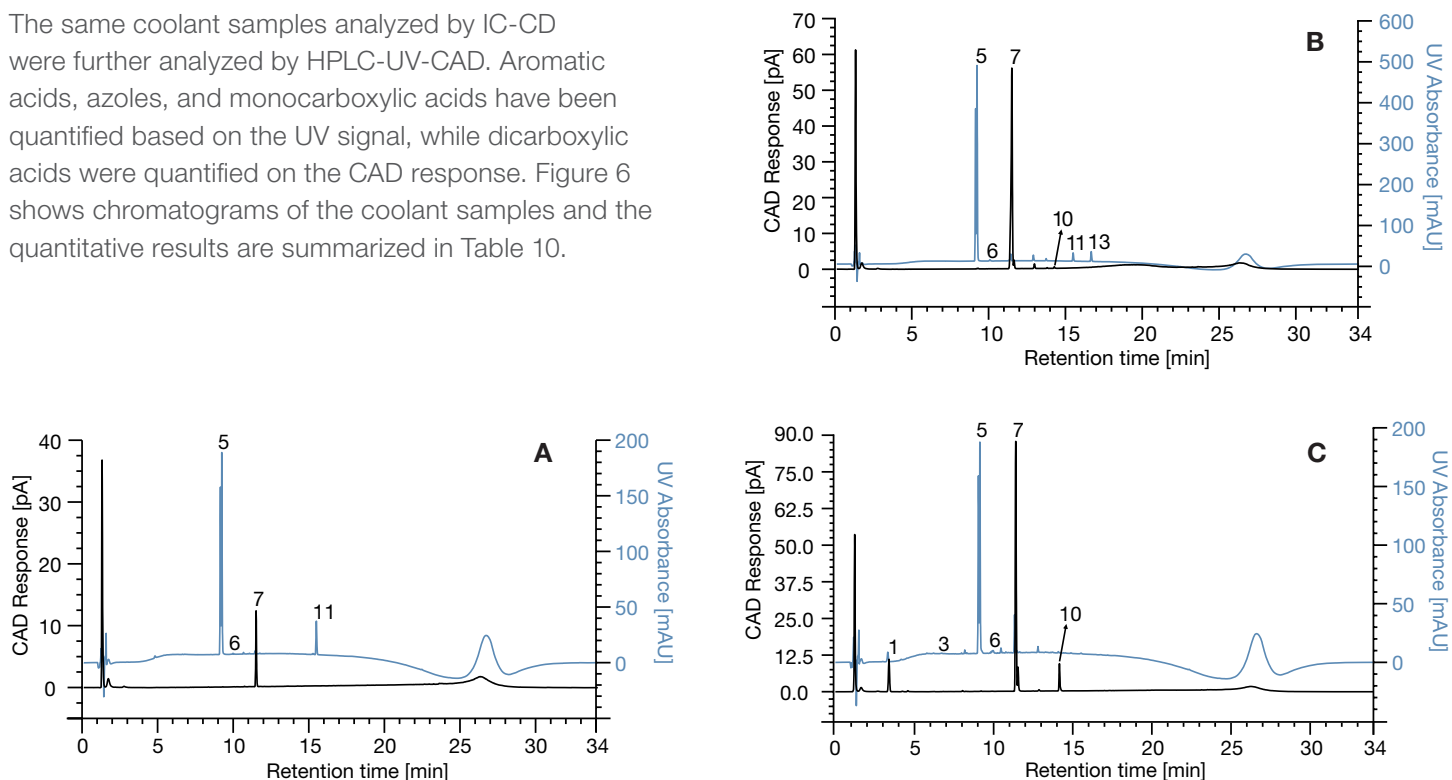 The same coolant samples analyzed by IC-CD
were further analyzed by HPLC-UV-CAD. Aromatic
acids, azoles, and monocarboxylic acids have been
quantified based on the UV signal, while dicarboxylic
acids were quantified on the CAD response. Figure 6
shows chromatograms of the coolant samples and the
quantitative results are summarized in Table 10.
B
CAD Response [pA]
70
60
50
40
30
20
10
0
UV Absorbance [mAU]
600
500
400
300
200
100
0
5
7
6
10
11
13
0 5 10 15 20 25 30 34
Retention time [min]
A
CAD Response [pA]
40
30
20
10
0
UV Absorbance [mAU]
200
150
100
50
0
5
6
7
11
0 5 10 15 20 25 30 34
Retention time [min]
C
CAD Response [pA]
90.0
75.0
62.5
50.0
37.5
25.0
12.5
0.0
UV Absorbance [mAU]
200
150
100
50
0
1
3
5
6
7
10
0 5 10 15 20 25 30 34
Retention time [min]